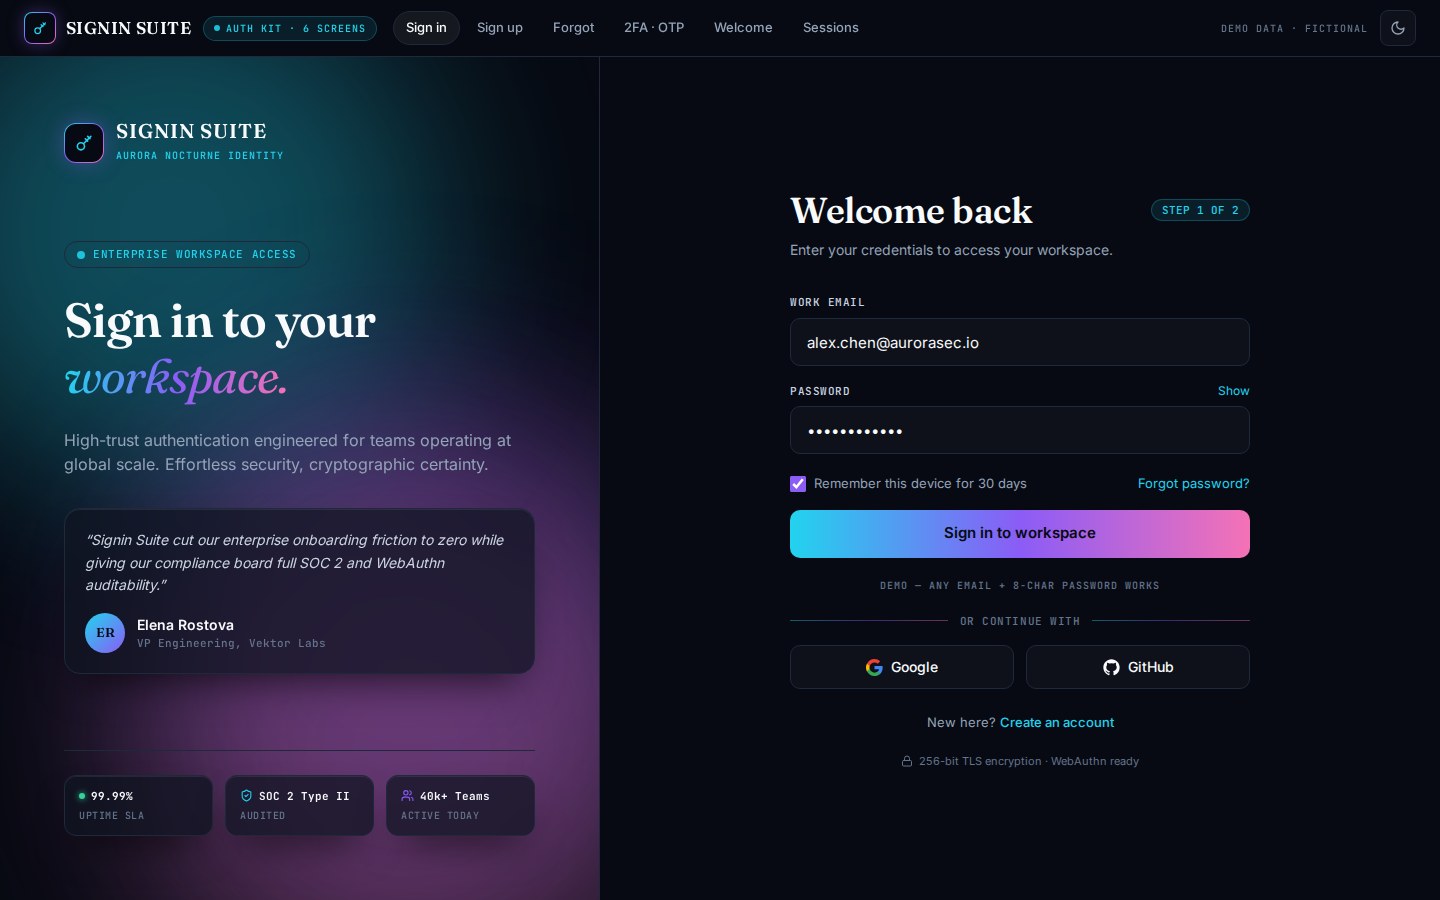 SIGNIN SUITE
AUTH KIT · 6 SCREENS
Sign in
Sign up
Forgot
2FA · OTP
Welcome
Sessions
DEMO DATA · FICTIONAL
SIGNIN SUITE
AURORA NOCTURNE IDENTITY
ENTERPRISE WORKSPACE ACCESS
Sign in to your
workspace.
High-trust authentication engineered for teams operating at
global scale. Effortless security, cryptographic certainty.
“Signin Suite cut our enterprise onboarding friction to zero while
giving our compliance board full SOC 2 and WebAuthn
auditability.”
ER
Elena Rostova
VP Engineering, Vektor Labs
99.99%
UPTIME SLA
SOC 2 Type II
AUDITED
40k+ Teams
ACTIVE TODAY
Welcome back
STEP 1 OF 2
Enter your credentials to access your workspace.
WORK EMAIL
alex.chen@aurorasec.io
PASSWORD
Show
••••••••••••
Remember this device for 30 days
Forgot password?
Sign in to workspace
DEMO — ANY EMAIL + 8-CHAR PASSWORD WORKS
OR CONTINUE WITH
Google
GitHub
New here? Create an account
256-bit TLS encryption · WebAuthn ready